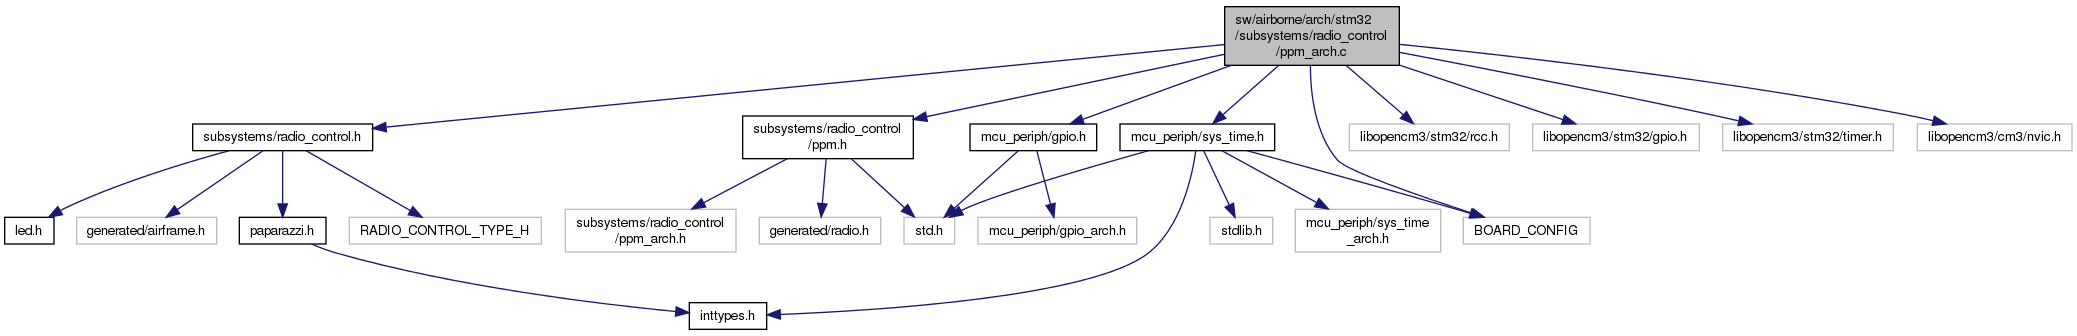 sw/airborne/arch/stm32
/subsystems/radio_control
/ppm_arch.c
subsystems/radio_control.h
subsystems/radio_control
/ppm.h
mcu_periph/gpio.h
mcu_periph/sys_time.h
libopencm3/stm32/rcc.h
libopencm3/stm32/gpio.h
libopencm3/stm32/timer.h
libopencm3/cm3/nvic.h
led.h
generated/airframe.h
paparazzi.h
RADIO_CONTROL_TYPE_H
subsystems/radio_control
/ppm_arch.h
generated/radio.h
std.h
mcu_periph/gpio_arch.h
stdlib.h
mcu_periph/sys_time
_arch.h
BOARD_CONFIG
inttypes.h